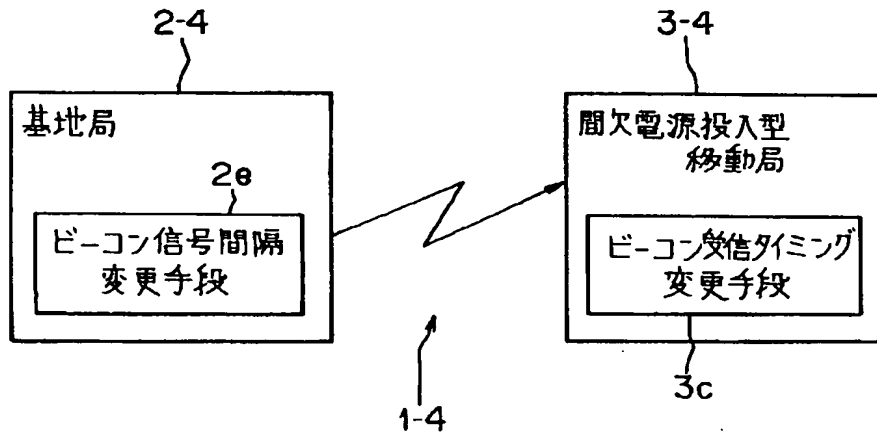 2-4
3-4
基地局
2e
ビーコン信号間隔
変更手段
間欠電源投入型
移動局
ビーコン受信タイミング
変更手段
3c
1-4